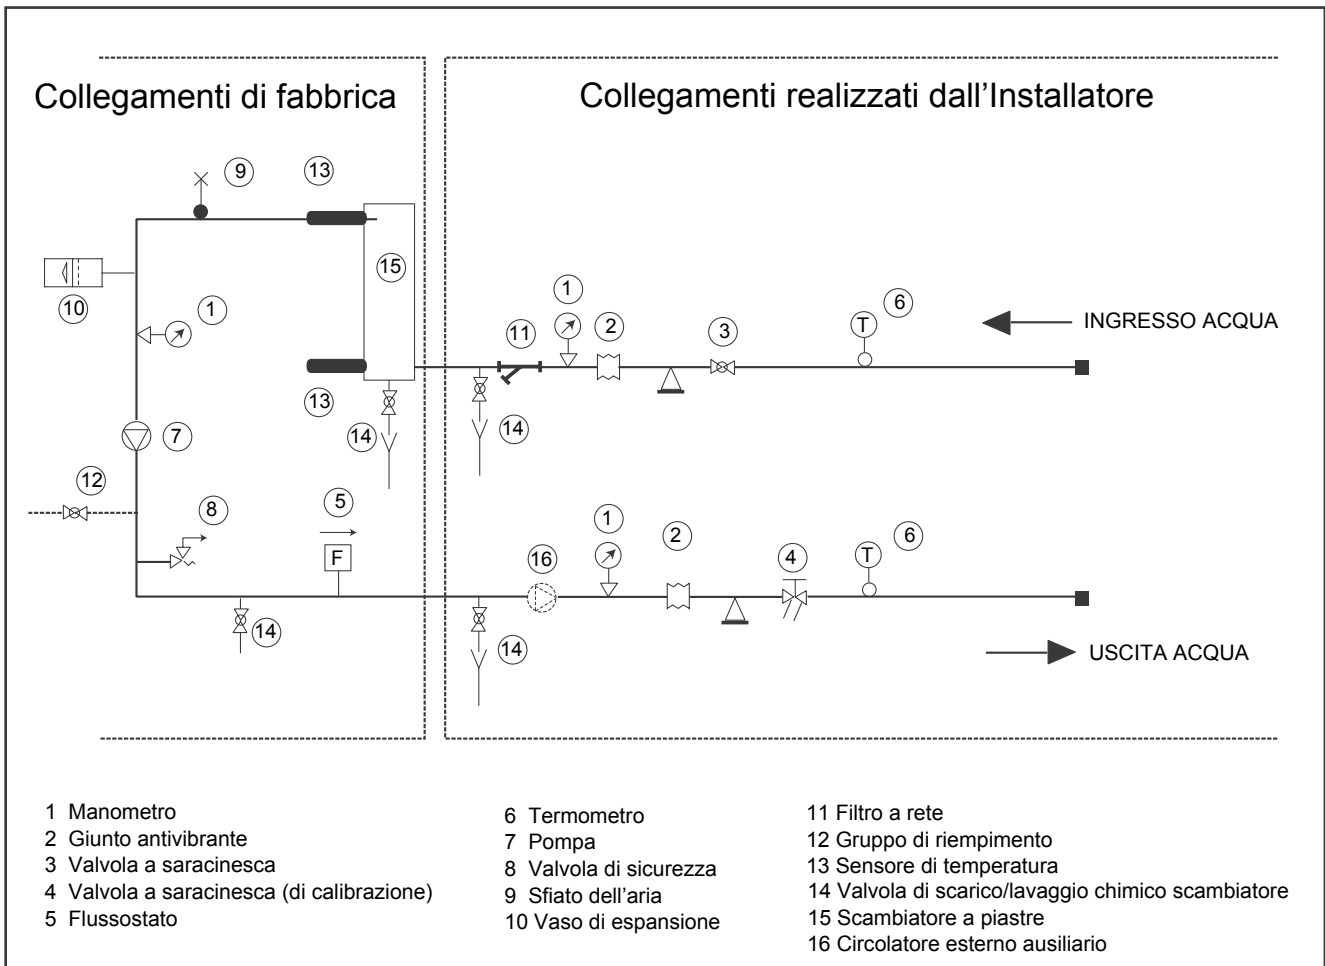 Collegamenti di fabbrica
Collegamenti realizzati dall'Installatore
9
13
15
10
1
13
14
7
12
8
5
F
14
1
2
3
6
T
11
14
INGRESSO ACQUA
16
1
2
4
6
T
14
USCITA ACQUA
1 Manometro
2 Giunto antivibrante
3 Valvola a saracinesca
4 Valvola a saracinesca (di calibrazione)
5 Flussostato
6 Termometro
7 Pompa
8 Valvola di sicurezza
9 Sfiato dell'aria
10 Vaso di espansione
11 Filtro a rete
12 Gruppo di riempimento
13 Sensore di temperatura
14 Valvola di scarico/lavaggio chimico scambiatore
15 Scambiatore a piastre
16 Circolatore esterno ausiliario